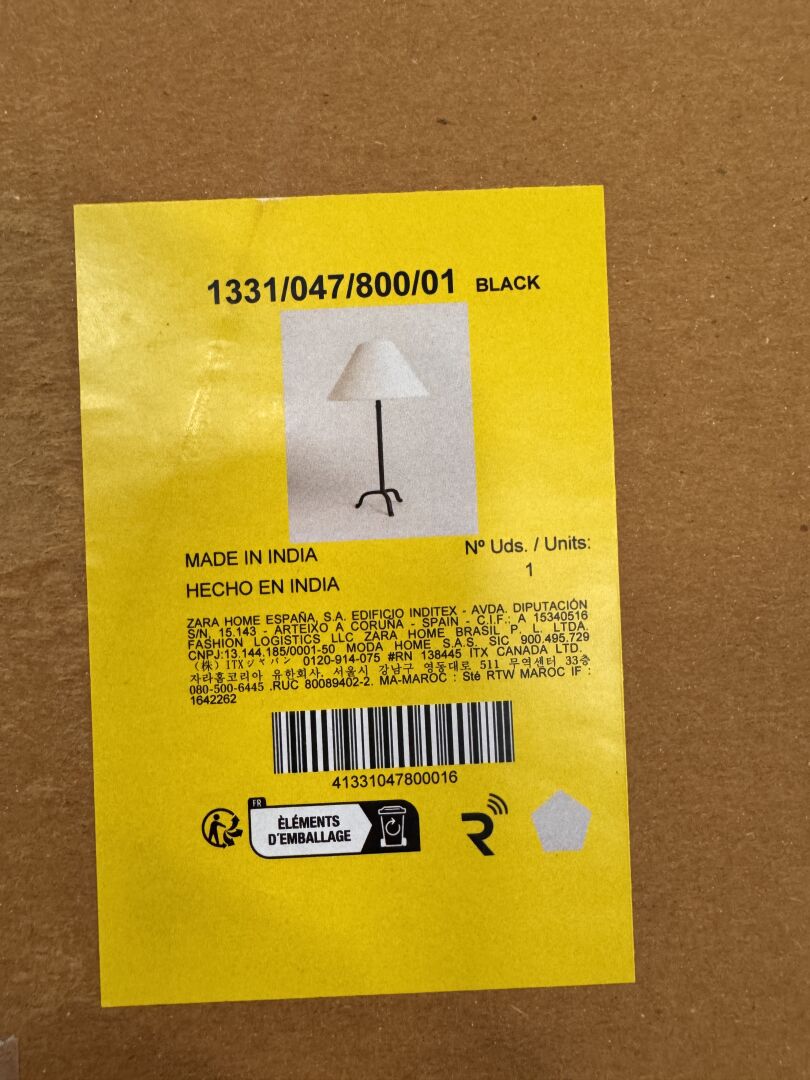 1331/047/800/01 BLACK
MADE IN INDIA
HECHO EN INDIA
Nº Uds. / Units:
1
ZARA HOME ESPAÑA, S.A. EDIFICIO INDITEX - AVDA. DIPUTACIÓN
S/N, 15.143 - ARTEIXO A CORUÑA - SPAIN - C.I.F.: A 15340516
FASHION LOGISTICS LLC ZARA HOME BRASIL P. L. LTDA.
CNPJ:13.144.185/0001-50 MODA HOME S.A.S. SIC 900.495.729
(株) ITXジャパン 0120-914-075 #RN 138445 ITX CANADA LTD.
자라홈코리아 유한회사, 서울시 강남구 영동대로 511 무역센터 33층
080-500-6445 .RUC 80089402-2. MA-MAROC : Sté RTW MAROC IF :
1642262
41331047800016
FR
ÈLÉMENTS
D'EMBALLAGE
R